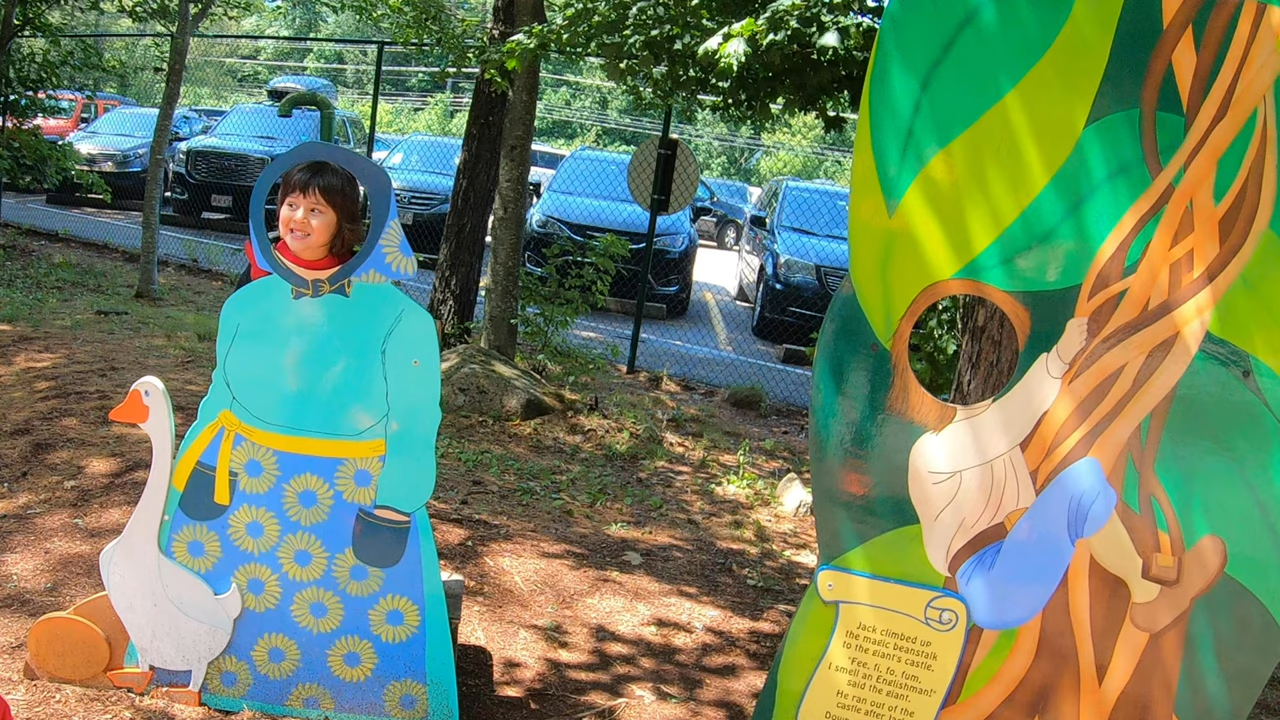 Jack climbed up
the magic beanstalk
to the giant's castle.
"Fee, fi, fo, fum,
I smell an Englishman!"
said the giant.
He ran out of the
castle after